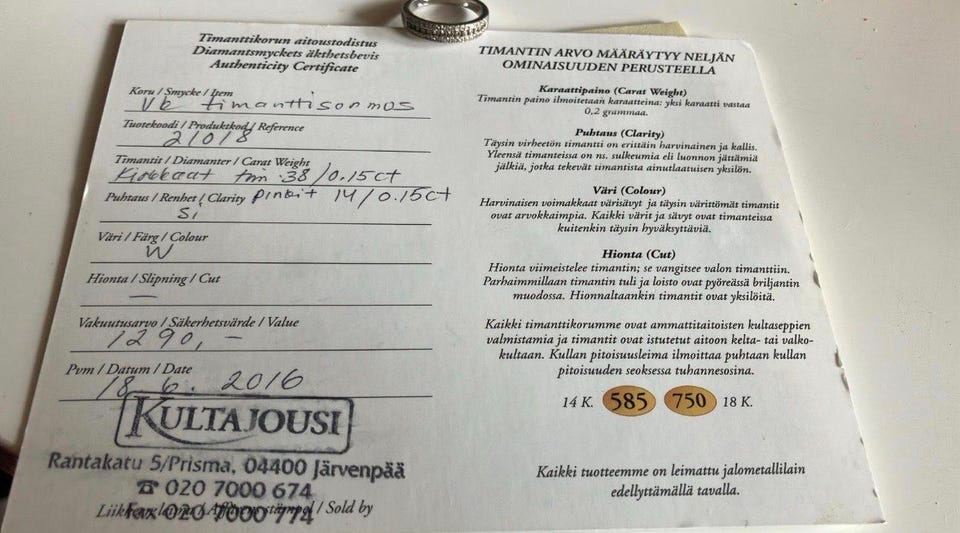 Timanttikorun aitoustodistus
Diamantsmyckets äkthetsbevis
Authenticity Certificate
Koru / Smycke / Item
Vk timanttisormos
Tuotekoodi / Produktkod / Reference
21018
Timantit / Diamanter / Carat Weight
Kirkkaat tim 38/0.15ct
Puhtaus / Renhet / Clarity pinkit 14/0.15ct
Si
Väri / Färg / Colour
W
Hionta / Slipning / Cut
—
Vakuutusarvo / Säkerhetsvärde / Value
1290,-
Pvm / Datum / Date
18. 6. 2016
KULTAJOUSI
Rantakatu 5/Prisma, 04400 Järvenpää
☎ 020 7000 674
Fax 020 7000 774
Liikkeen leima / Affärens stämpel / Sold by
TIMANTIN ARVO MÄÄRÄYTYY NELJÄN
OMINAISUUDEN PERUSTEELLA
Karaattipaino (Carat Weight)
Timantin paino ilmoitetaan karaatteina: yksi karaatti vastaa
0,2 grammaa.
Puhtaus (Clarity)
Täysin virheetön timantti on erittäin harvinainen ja kallis.
Yleensä timanteissa on ns. sulkeumia eli luonnon jättämiä
jälkiä, jotka tekevät timantista ainutlaatuisen yksilön.
Väri (Colour)
Harvinaisen voimakkaat värisävyt ja täysin värittömät timantit
ovat arvokkaimpia. Kaikki värit ja sävyt ovat timanteissa
kuitenkin täysin hyväksyttäviä.
Hionta (Cut)
Hionta viimeistelee timantin; se vangitsee valon timanttiin.
Parhaimmillaan timantin tuli ja loisto ovat pyöreässä briljantin
muodossa. Hionnaltaankin timantit ovat yksilöitä.
Kaikki timanttikorumme ovat ammattitaitoisten kultaseppien
valmistamia ja timantit on istutetut aitoon kelta- tai valko-
kultaan. Kullan pitoisuusleima ilmoittaa puhtaan kullan
pitoisuuden seoksessa tuhannesosina.
14 K. 585 750 18 K.
Kaikki tuotteemme on leimattu jalometallilain
edellyttämällä tavalla.